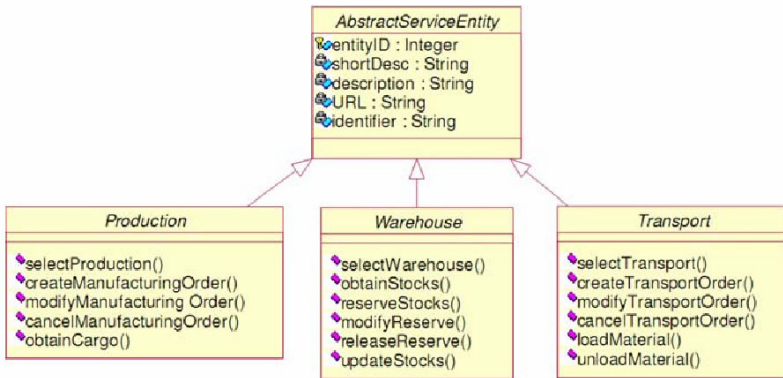 AbstractServiceEntity
entityID : Integer
shortDesc : String
description : String
URL : String
identifier : String
Production
selectProduction()
createManufacturingOrder()
modifyManufacturing Order()
cancelManufacturingOrder()
obtainCargo()
Warehouse
selectWarehouse()
obtainStocks()
reserveStocks()
modifyReserve()
releaseReserve()
updateStocks()
Transport
selectTransport()
createTransportOrder()
modifyTransportOrder()
cancelTransportOrder()
loadMaterial()
unloadMaterial()